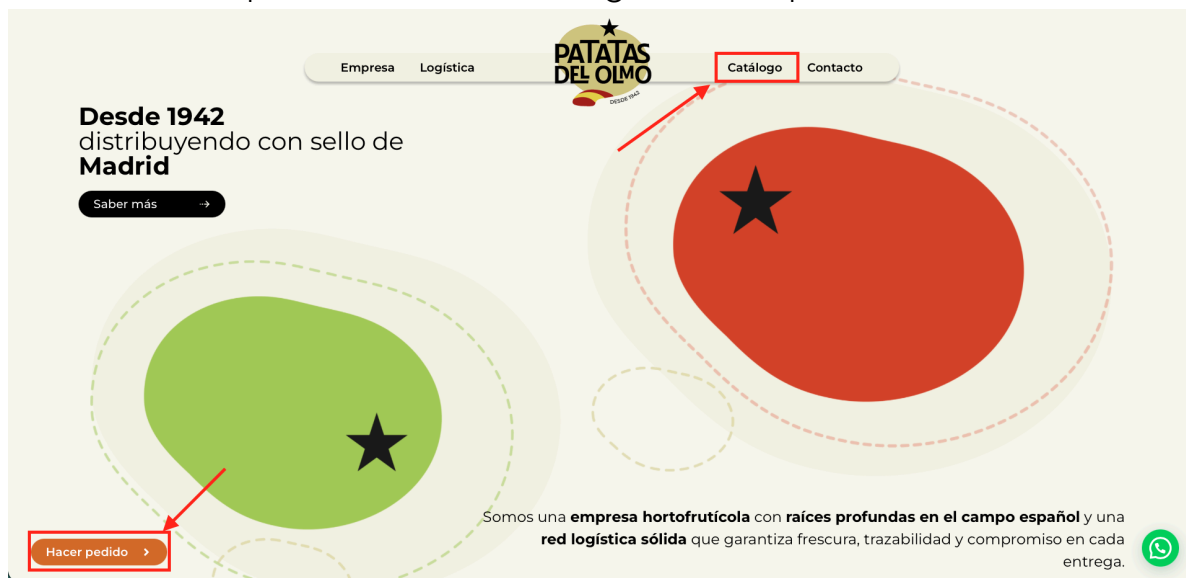 Empresa
Logística
PATATAS
DEL OLMO
DESDE 1942
Catálogo
Contacto
Desde 1942
distribuyendo con sello de
Madrid
Saber más
Somos una empresa hortofrutícola con raíces profundas en el campo español y una
red logística sólida que garantiza frescura, trazabilidad y compromiso en cada
entrega.
Hacer pedido